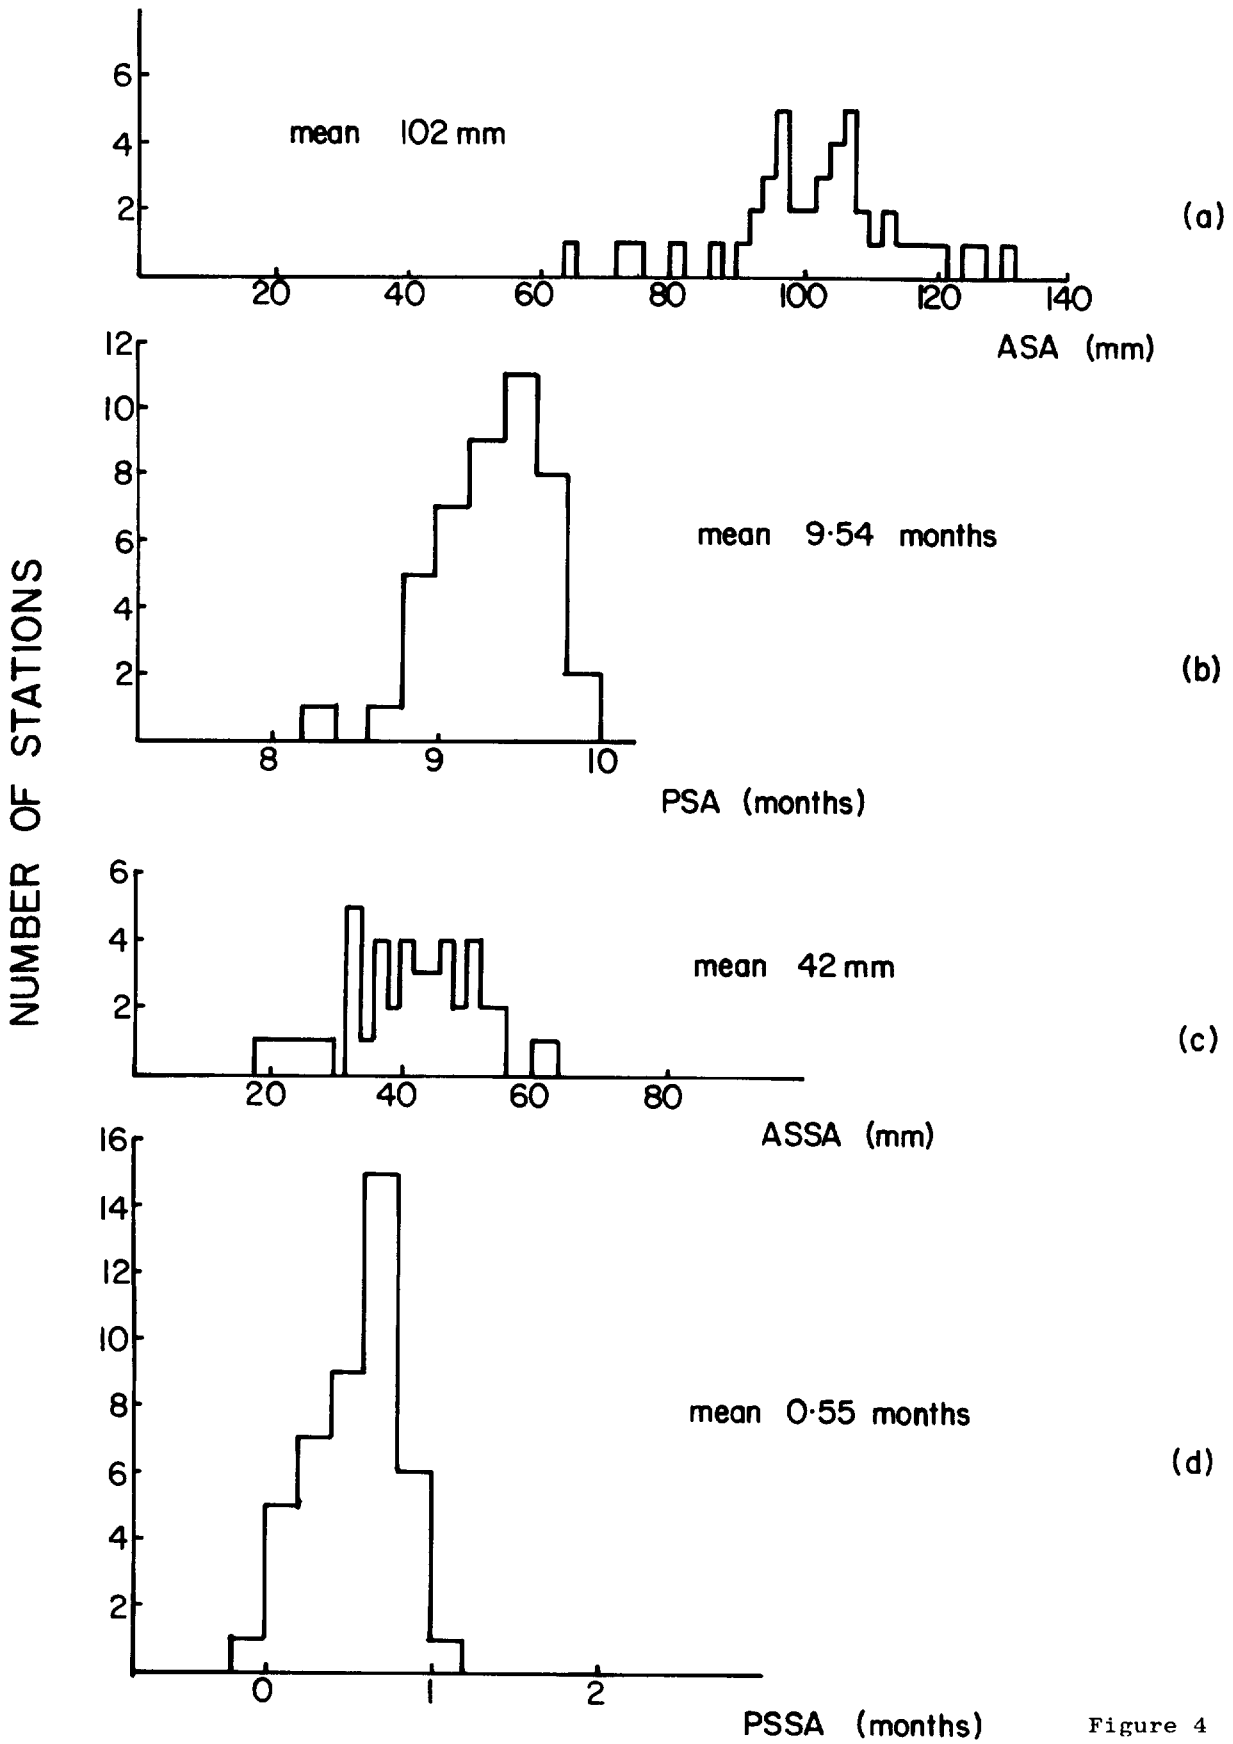 NUMBER OF STATIONS
6
4
2
mean 102 mm
(a)
20 40 60 80 100 120 140
ASA (mm)
12
10
8
6
4
2
mean 9·54 months
(b)
8 9 10
PSA (months)
6
4
2
mean 42 mm
(c)
20 40 60 80
ASSA (mm)
16
14
12
10
8
6
4
2
mean 0·55 months
(d)
0 1 2
PSSA (months)
Figure 4